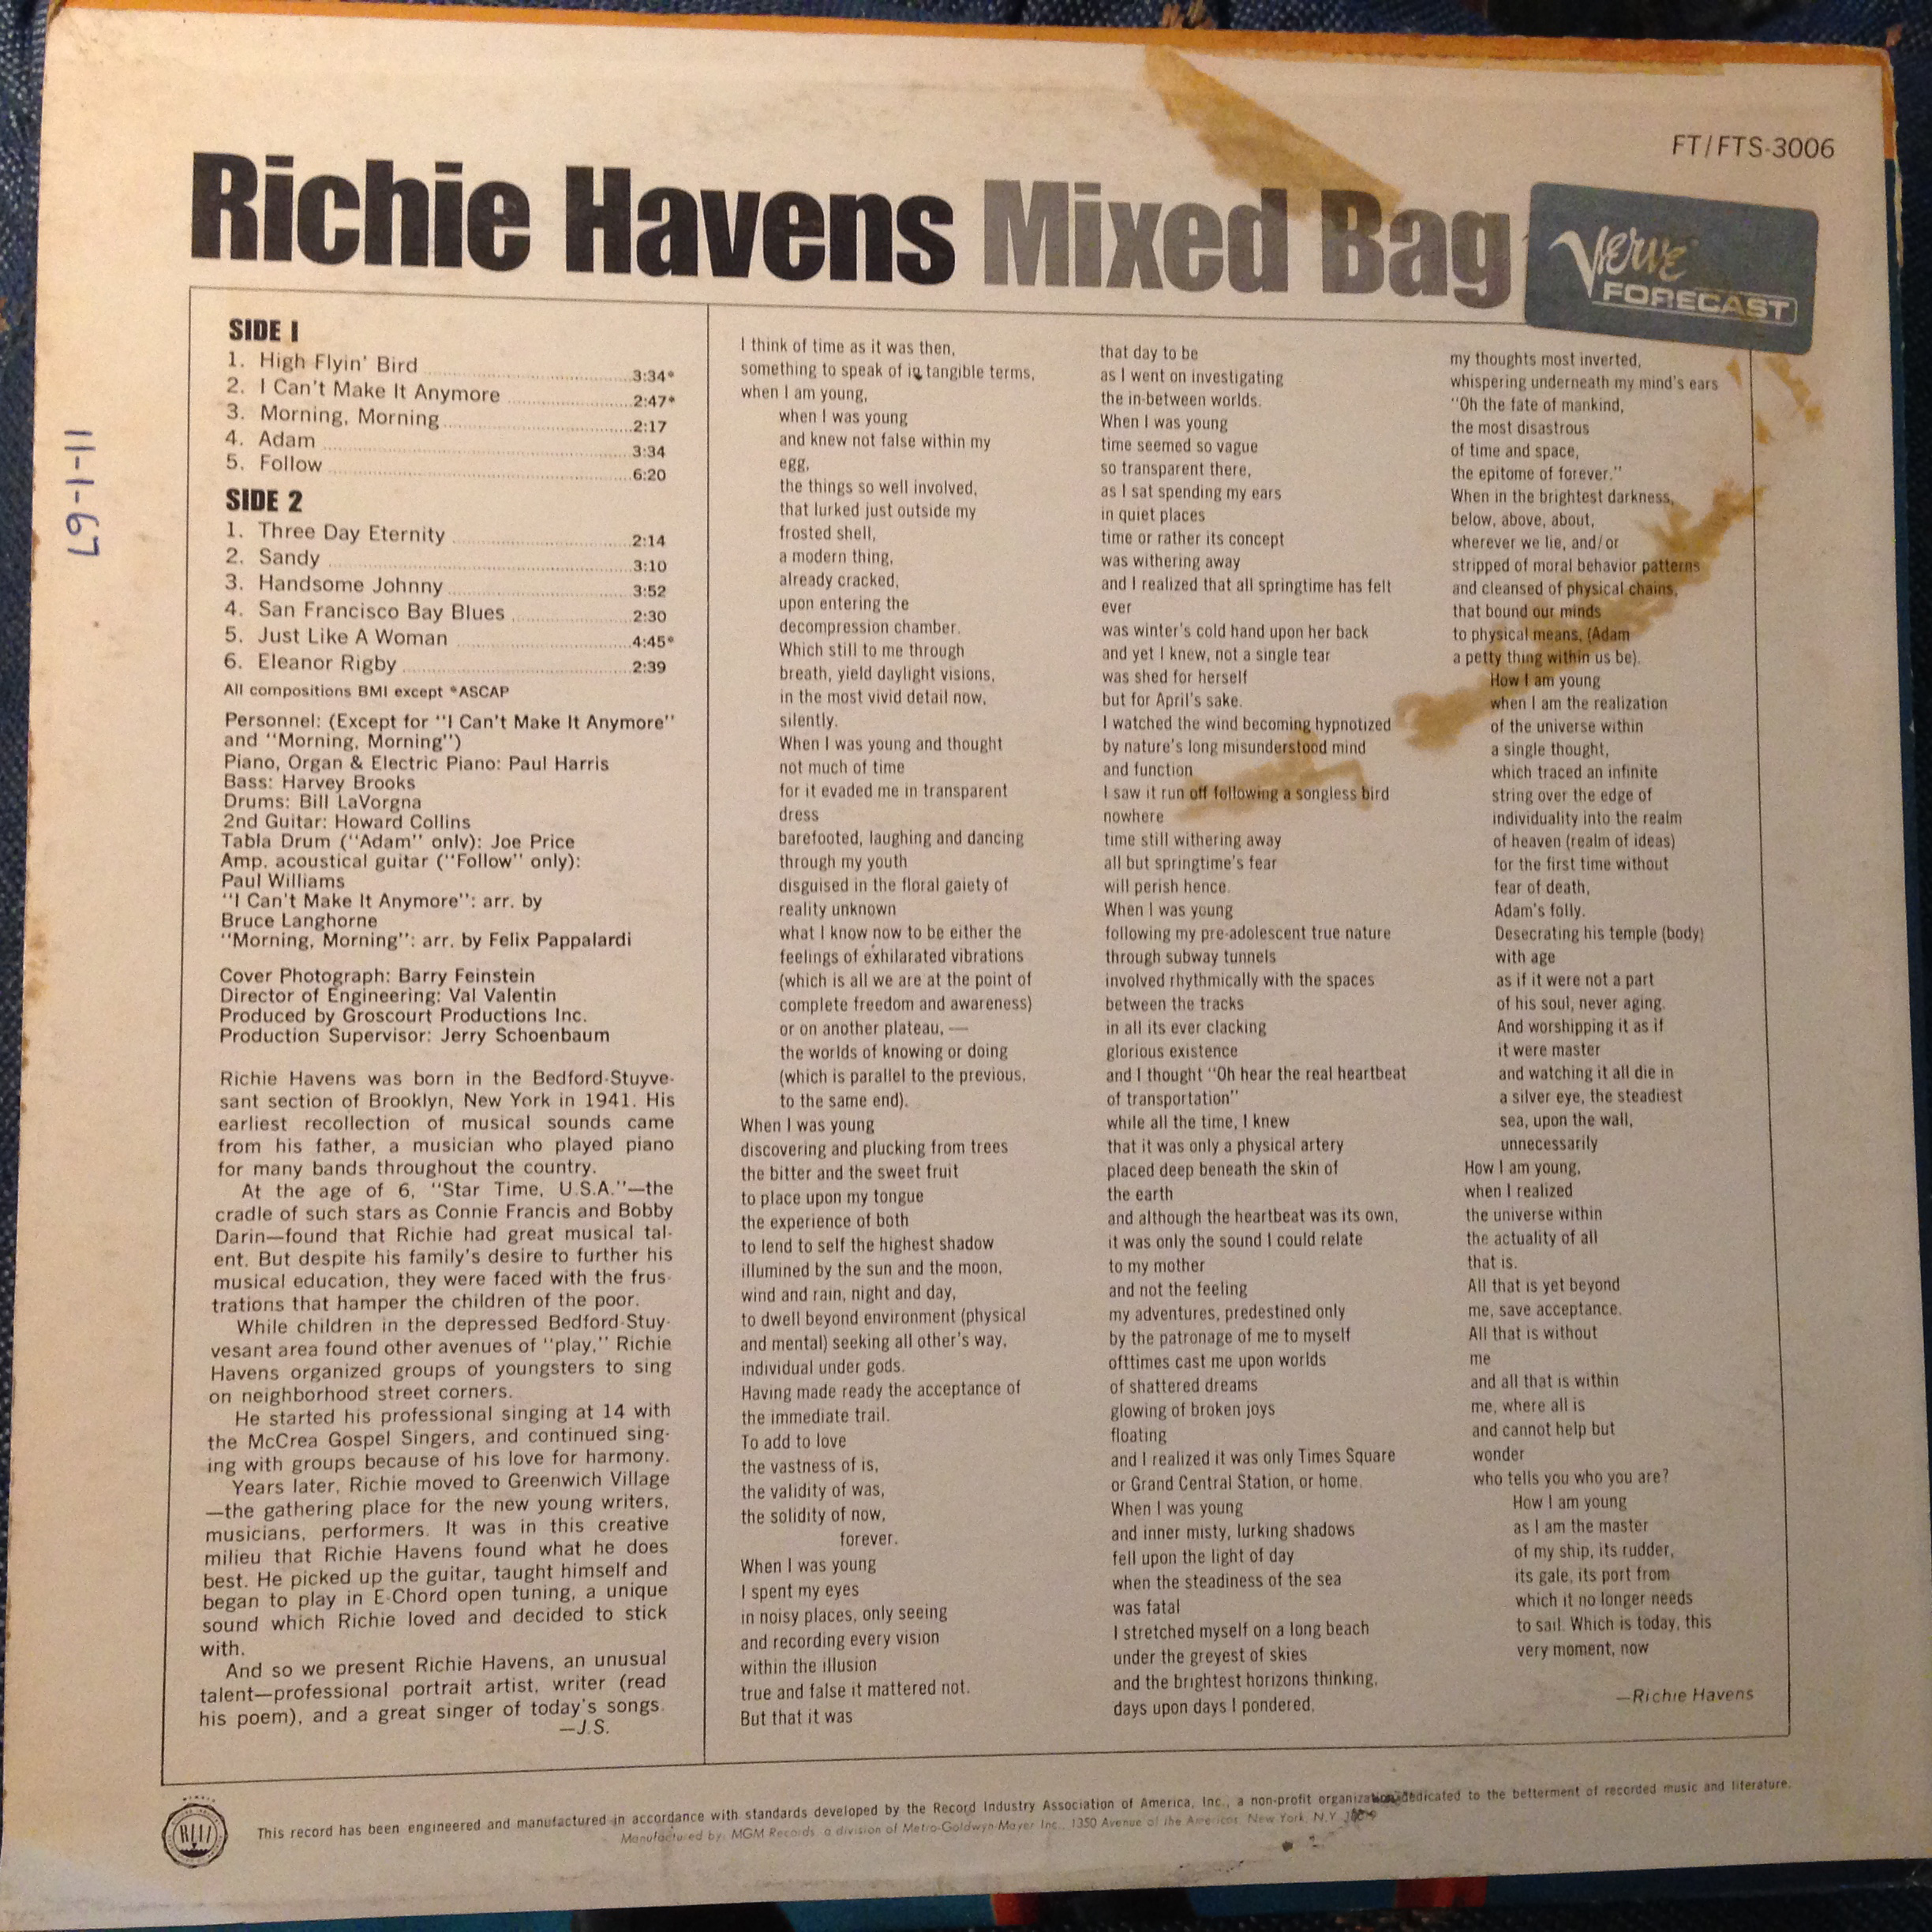 FT/FTS-3006
Richie Havens Mixed Bag
Verve
FORECAST
11-1-67
SIDE 1
1. High Flyin' Bird 3:34*
2. I Can't Make It Anymore 2:47*
3. Morning, Morning 2:17
4. Adam 3:34
5. Follow 6:20
SIDE 2
1. Three Day Eternity 2:14
2. Sandy 3:10
3. Handsome Johnny 3:52
4. San Francisco Bay Blues 2:30
5. Just Like A Woman 4:45*
6. Eleanor Rigby 2:39
All compositions BMI except *ASCAP
Personnel: (Except for "I Can't Make It Anymore"
and "Morning, Morning")
Piano, Organ & Electric Piano: Paul Harris
Bass: Harvey Brooks
Drums: Bill LaVorgna
2nd Guitar: Howard Collins
Tabla Drum ("Adam" only): Joe Price
Amp. acoustical guitar ("Follow" only):
Paul Williams
"I Can't Make It Anymore": arr. by
Bruce Langhorne
"Morning, Morning": arr. by Felix Pappalardi
Cover Photograph: Barry Feinstein
Director of Engineering: Val Valentin
Produced by Groscourt Productions Inc.
Production Supervisor: Jerry Schoenbaum
Richie Havens was born in the Bedford-Stuyve-
sant section of Brooklyn, New York in 1941. His
earliest recollection of musical sounds came
from his father, a musician who played piano
for many bands throughout the country.
At the age of 6, "Star Time, U.S.A."—the
cradle of such stars as Connie Francis and Bobby
Darin—found that Richie had great musical tal-
ent. But despite his family's desire to further his
musical education, they were faced with the frus-
trations that hamper the children of the poor.
While children in the depressed Bedford-Stuy-
vesant area found other avenues of "play," Richie
Havens organized groups of youngsters to sing
on neighborhood street corners.
He started his professional singing at 14 with
the McCrea Gospel Singers, and continued sing-
ing with groups because of his love for harmony.
Years later, Richie moved to Greenwich Village
—the gathering place for the new young writers,
musicians, performers. It was in this creative
milieu that Richie Havens found what he does
best. He picked up the guitar, taught himself and
began to play in E-Chord open tuning, a unique
sound which Richie loved and decided to stick
with.
And so we present Richie Havens, an unusual
talent—professional portrait artist, writer (read
his poem), and a great singer of today's songs.
—J.S.
I think of time as it was then,
something to speak of in tangible terms,
when I am young,
when I was young
and knew not false within my
egg,
the things so well involved,
that lurked just outside my
frosted shell,
a modern thing,
already cracked,
upon entering the
decompression chamber.
Which still to me through
breath, yield daylight visions,
in the most vivid detail now,
silently.
When I was young and thought
not much of time
for it evaded me in transparent
dress
barefooted, laughing and dancing
through my youth
disguised in the floral gaiety of
reality unknown
what I know now to be either the
feelings of exhilarated vibrations
(which is all we are at the point of
complete freedom and awareness)
or on another plateau, —
the worlds of knowing or doing
(which is parallel to the previous,
to the same end).
When I was young
discovering and plucking from trees
the bitter and the sweet fruit
to place upon my tongue
the experience of both
to lend to self the highest shadow
illumined by the sun and the moon,
wind and rain, night and day,
to dwell beyond environment (physical
and mental) seeking all other's way,
individual under gods.
Having made ready the acceptance of
the immediate trail.
To add to love
the vastness of is,
the validity of was,
the solidity of now,
forever.
When I was young
I spent my eyes
in noisy places, only seeing
and recording every vision
within the illusion
true and false it mattered not.
But that it was
that day to be
as I went on investigating
the in-between worlds.
When I was young
time seemed so vague
so transparent there,
as I sat spending my ears
in quiet places
time or rather its concept
was withering away
and I realized that all springtime has felt
ever
was winter's cold hand upon her back
and yet I knew, not a single tear
was shed for herself
but for April's sake.
I watched the wind becoming hypnotized
by nature's long misunderstood mind
and function
I saw it run off following a songless bird
nowhere
time still withering away
all but springtime's fear
will perish hence.
When I was young
following my pre-adolescent true nature
through subway tunnels
involved rhythmically with the spaces
between the tracks
in all its ever clacking
glorious existence
and I thought "Oh hear the real heartbeat
of transportation"
while all the time, I knew
that it was only a physical artery
placed deep beneath the skin of
the earth
and although the heartbeat was its own,
it was only the sound I could relate
to my mother
and not the feeling
my adventures, predestined only
by the patronage of me to myself
ofttimes cast me upon worlds
of shattered dreams
glowing of broken joys
floating
and I realized it was only Times Square
or Grand Central Station, or home.
When I was young
and inner misty, lurking shadows
fell upon the light of day
when the steadiness of the sea
was fatal
I stretched myself on a long beach
under the greyest of skies
and the brightest horizons thinking,
days upon days I pondered,
my thoughts most inverted,
whispering underneath my mind's ears
"Oh the fate of mankind,
the most disastrous
of time and space,
the epitome of forever."
When in the brightest darkness,
below, above, about,
wherever we lie, and/or
stripped of moral behavior patterns
and cleansed of physical chains,
that bound our minds
to physical means, (Adam
a petty thing within us be).
How I am young
when I am the realization
of the universe within
a single thought,
which traced an infinite
string over the edge of
individuality into the realm
of heaven (realm of ideas)
for the first time without
fear of death,
Adam's folly.
Desecrating his temple (body)
with age
as if it were not a part
of his soul, never aging.
And worshipping it as if
it were master
and watching it all die in
a silver eye, the steadiest
sea, upon the wall,
unnecessarily
How I am young,
when I realized
the universe within
the actuality of all
that is.
All that is yet beyond
me, save acceptance.
All that is without
me
and all that is within
me, where all is
and cannot help but
wonder
who tells you who you are?
How I am young
as I am the master
of my ship, its rudder,
its gale, its port from
which it no longer needs
to sail. Which is today, this
very moment, now
—Richie Havens
RIAA
This record has been engineered and manufactured in accordance with standards developed by the Record Industry Association of America, Inc., a non-profit organization dedicated to the betterment of recorded music and literature.
Manufactured by: MGM Records, a division of Metro-Goldwyn-Mayer Inc., 1350 Avenue of the Americas, New York, N.Y.